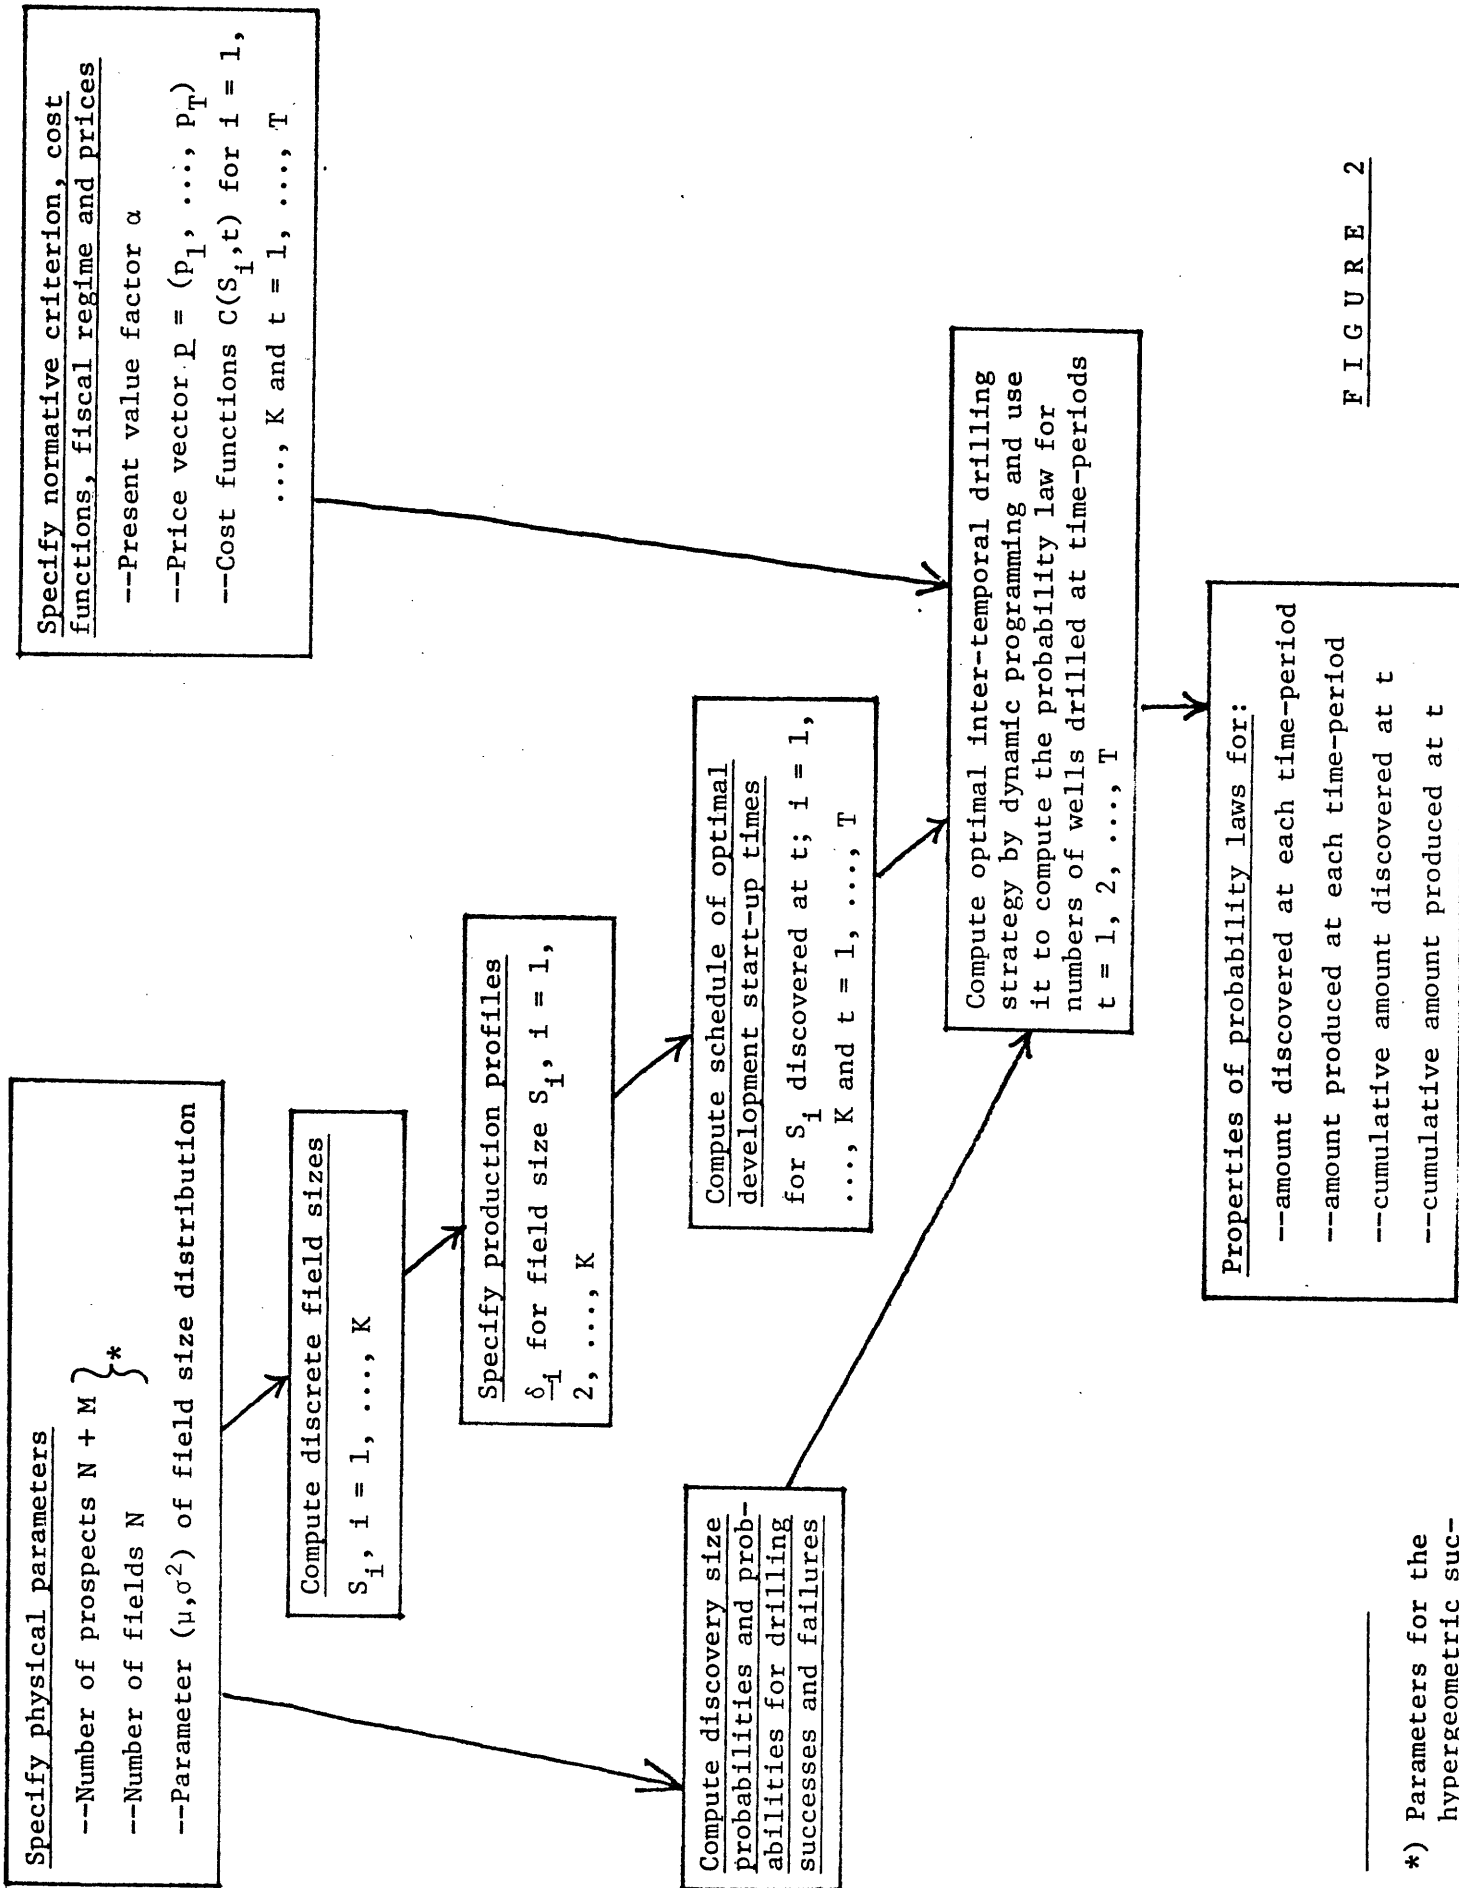 Specify physical parameters
--Number of prospects N + M
--Number of fields N
}*
--Parameter (μ,σ²) of field size distribution
Specify normative criterion, cost
functions, fiscal regime and prices
--Present value factor α
--Price vector p = (p₁, ..., p_T)
--Cost functions C(S_i,t) for i = 1,
..., K and t = 1, ..., T
Compute discrete field sizes
S_i, i = 1, ..., K
Specify production profiles
δ_i for field size S_i, i = 1,
2, ..., K
Compute schedule of optimal
development start-up times
for S_i discovered at t; i = 1,
..., K and t = 1, ..., T
Compute discovery size
probabilities and prob-
abilities for drilling
successes and failures
Compute optimal inter-temporal drilling
strategy by dynamic programming and use
it to compute the probability law for
numbers of wells drilled at time-periods
t = 1, 2, ..., T
Properties of probability laws for:
--amount discovered at each time-period
--amount produced at each time-period
--cumulative amount discovered at t
--cumulative amount produced at t
*) Parameters for the
hypergeometric suc-
F I G U R E 2